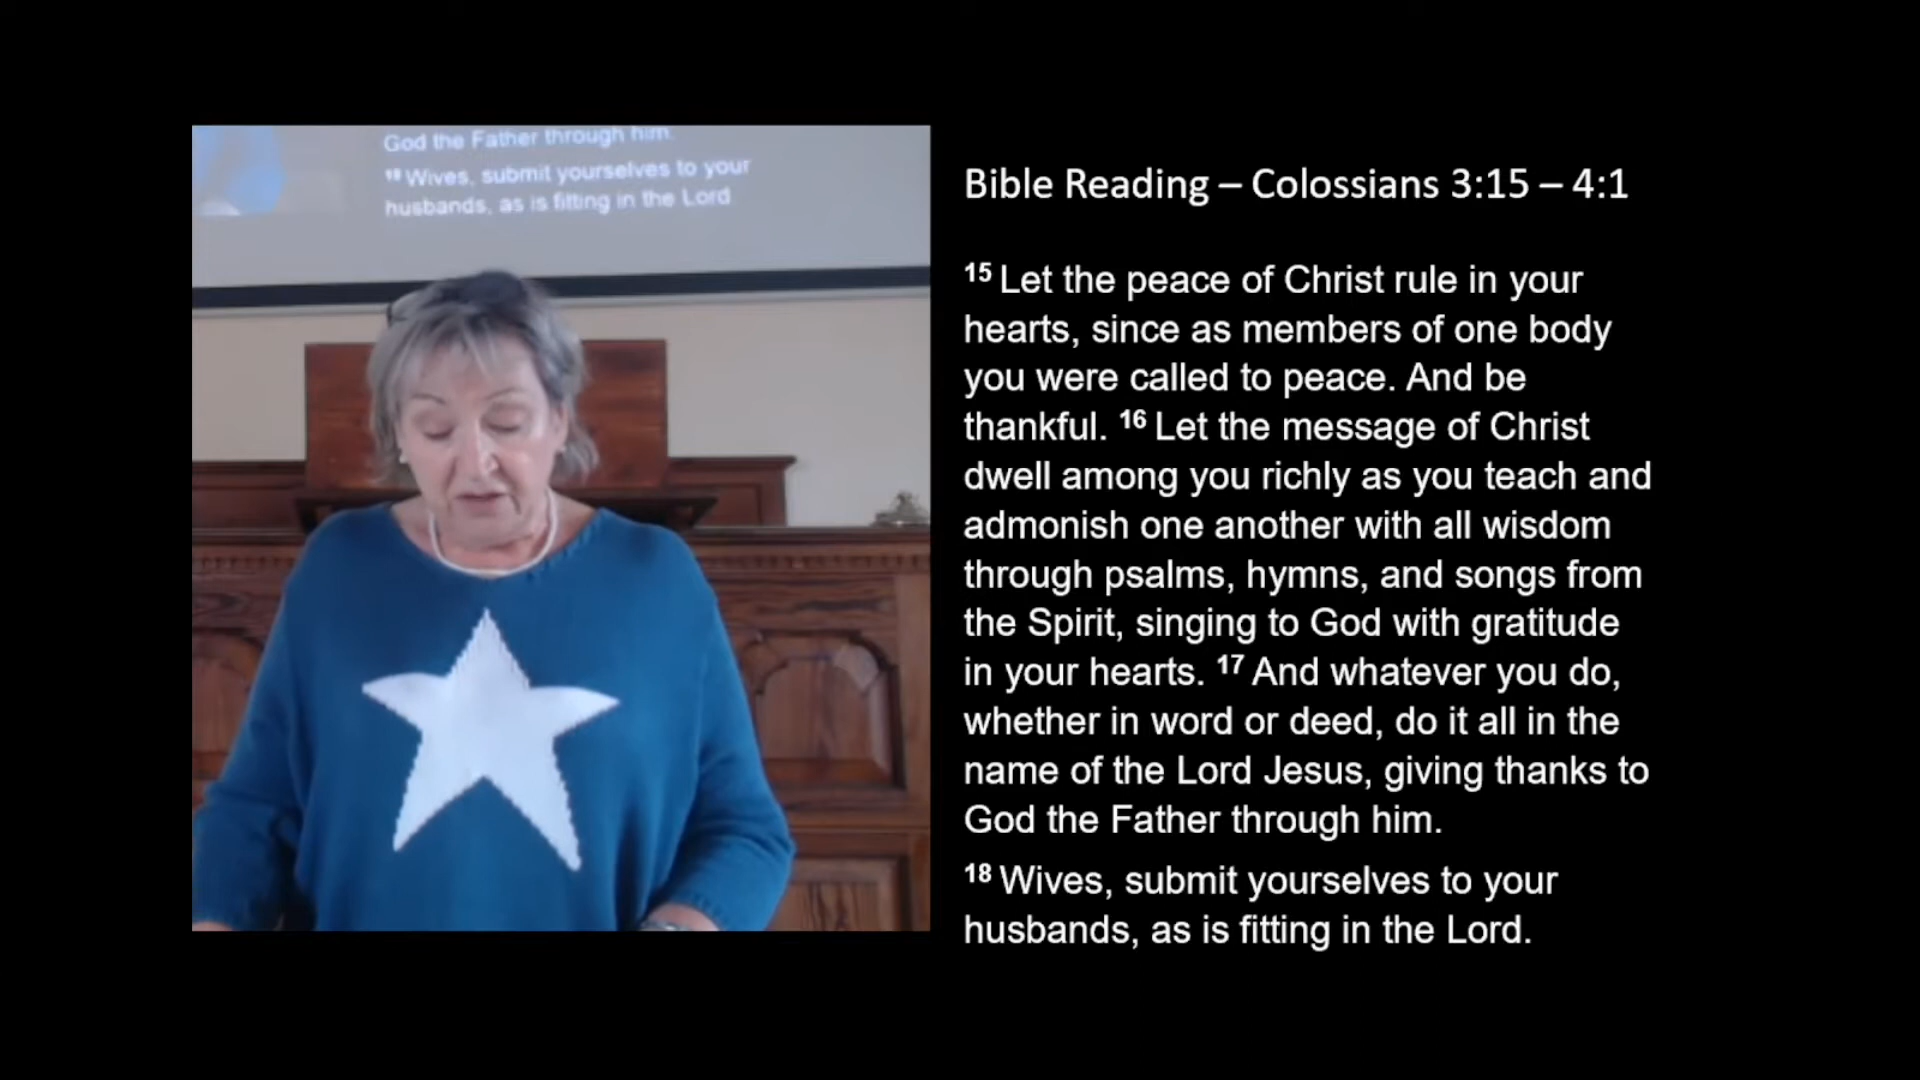 God the Father through him.
18 Wives, submit yourselves to your
husbands, as is fitting in the Lord
Bible Reading – Colossians 3:15 – 4:1
15 Let the peace of Christ rule in your
hearts, since as members of one body
you were called to peace. And be
thankful. 16 Let the message of Christ
dwell among you richly as you teach and
admonish one another with all wisdom
through psalms, hymns, and songs from
the Spirit, singing to God with gratitude
in your hearts. 17 And whatever you do,
whether in word or deed, do it all in the
name of the Lord Jesus, giving thanks to
God the Father through him.
18 Wives, submit yourselves to your
husbands, as is fitting in the Lord.